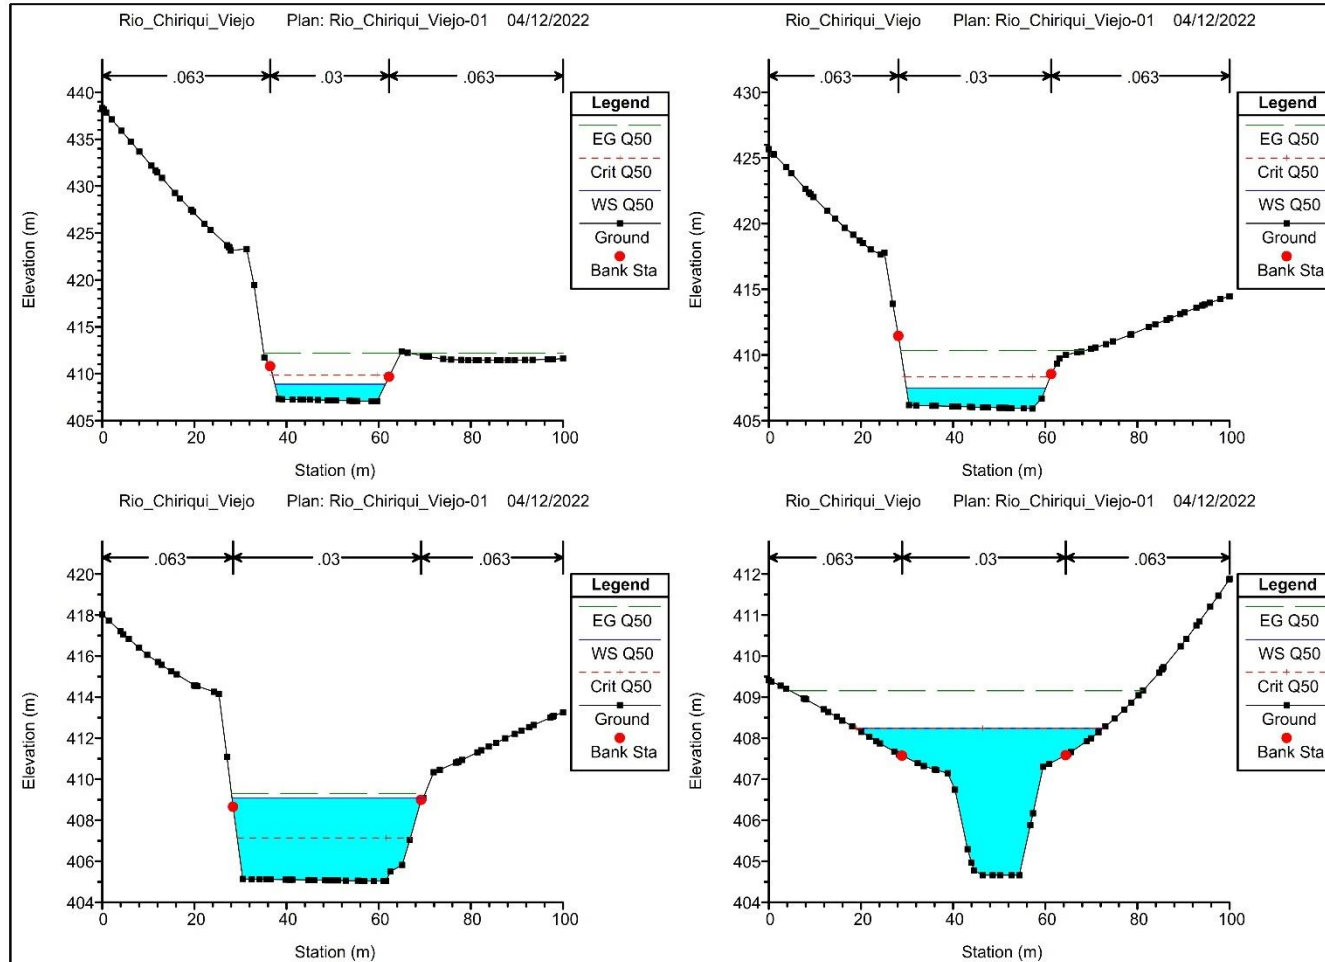 Rio_Chiriqui_Viejo Plan: Rio_Chiriqui_Viejo-01 04/12/2022
.063 .03 .063
Legend
EG Q50
Crit Q50
WS Q50
Ground
Bank Sta
Elevation (m)
440
435
430
425
420
415
410
405
0 20 40 60 80 100
Station (m)
Rio_Chiriqui_Viejo Plan: Rio_Chiriqui_Viejo-01 04/12/2022
.063 .03 .063
Legend
EG Q50
Crit Q50
WS Q50
Ground
Bank Sta
Elevation (m)
430
425
420
415
410
405
0 20 40 60 80 100
Station (m)
Rio_Chiriqui_Viejo Plan: Rio_Chiriqui_Viejo-01 04/12/2022
.063 .03 .063
Legend
EG Q50
WS Q50
Crit Q50
Ground
Bank Sta
Elevation (m)
420
418
416
414
412
410
408
406
404
0 20 40 60 80 100
Station (m)
Rio_Chiriqui_Viejo Plan: Rio_Chiriqui_Viejo-01 04/12/2022
.063 .03 .063
Legend
EG Q50
WS Q50
Crit Q50
Ground
Bank Sta
Elevation (m)
412
411
410
409
408
407
406
405
404
0 20 40 60 80 100
Station (m)